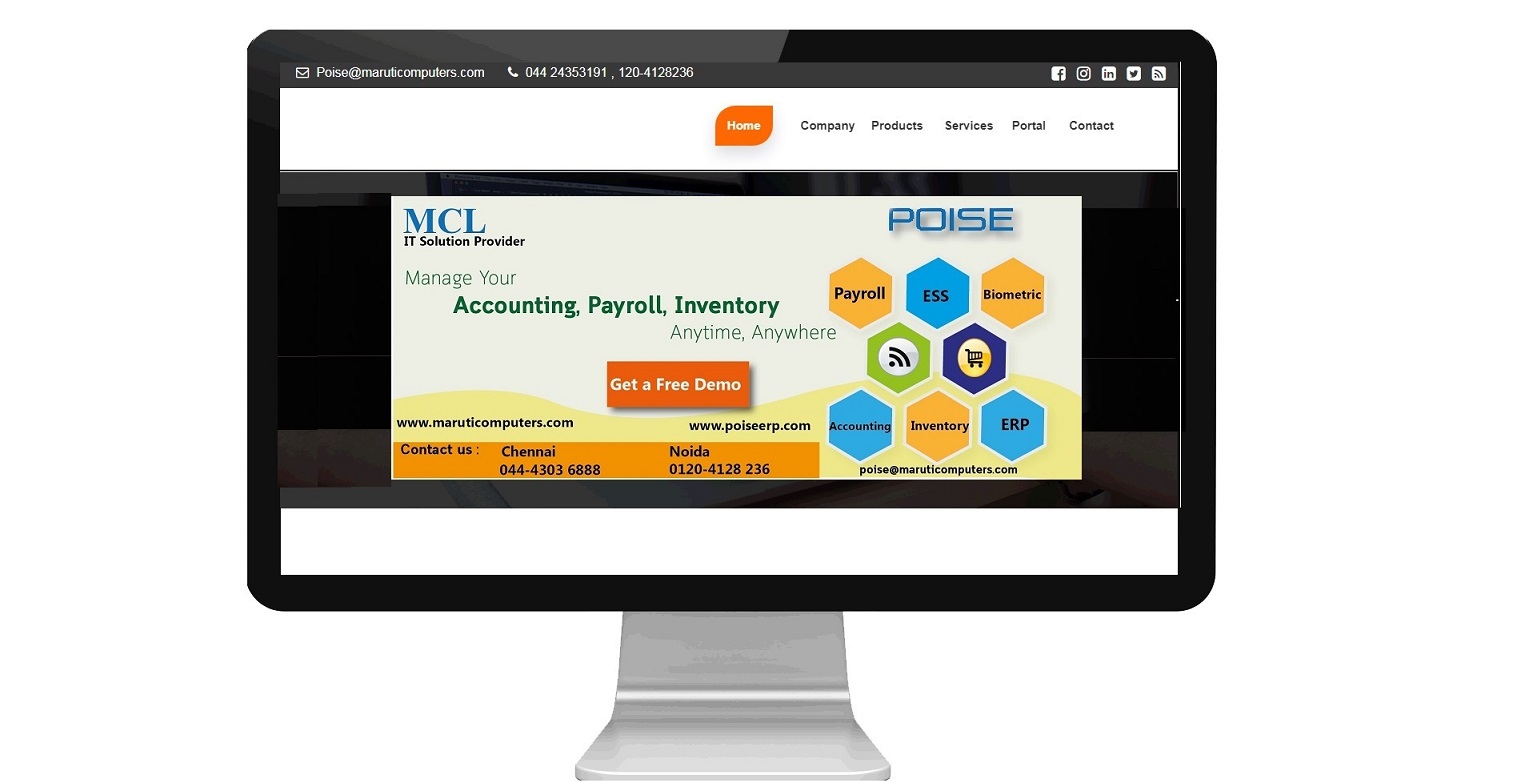 Poise@maruticomputers.com 044 24353191 , 120-4128236
Home Company Products Services Portal Contact
MCL
IT Solution Provider
POISE
Manage Your
Accounting, Payroll, Inventory
Anytime, Anywhere
Get a Free Demo
Payroll ESS Biometric
Accounting Inventory ERP
www.maruticomputers.com www.poiseerp.com
Contact us : Chennai Noida
044-4303 6888 0120-4128 236
poise@maruticomputers.com